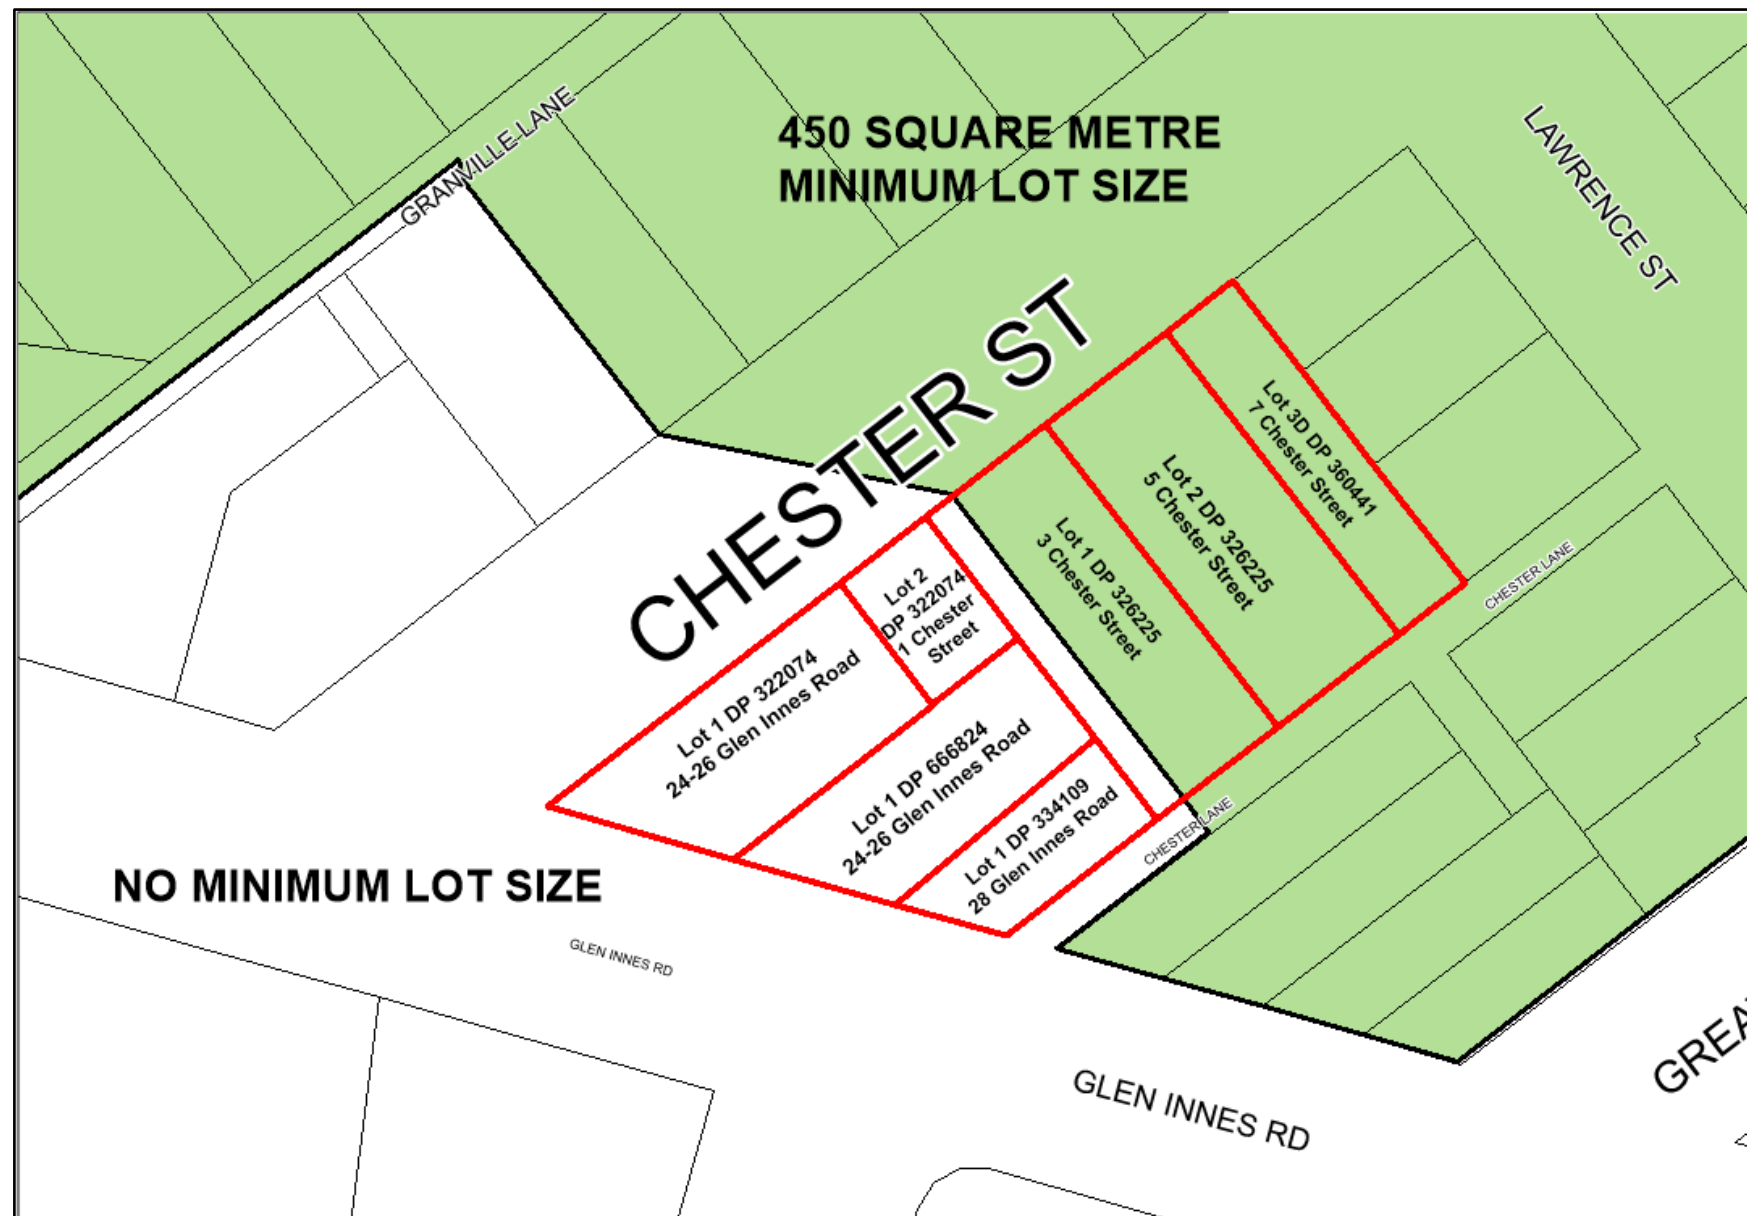 GRANVILLE LANE
450 SQUARE METRE
MINIMUM LOT SIZE
LAWRENCE ST
CHESTER ST
Lot 3D DP 360441
7 Chester Street
Lot 2 DP 326225
5 Chester Street
Lot 1 DP 326225
3 Chester Street
CHESTER LANE
Lot 2
DP 322074
1 Chester
Street
Lot 1 DP 322074
24-26 Glen Innes Road
Lot 1 DP 666824
24-26 Glen Innes Road
Lot 1 DP 334109
28 Glen Innes Road
CHESTER LANE
NO MINIMUM LOT SIZE
GLEN INNES RD
GLEN INNES RD